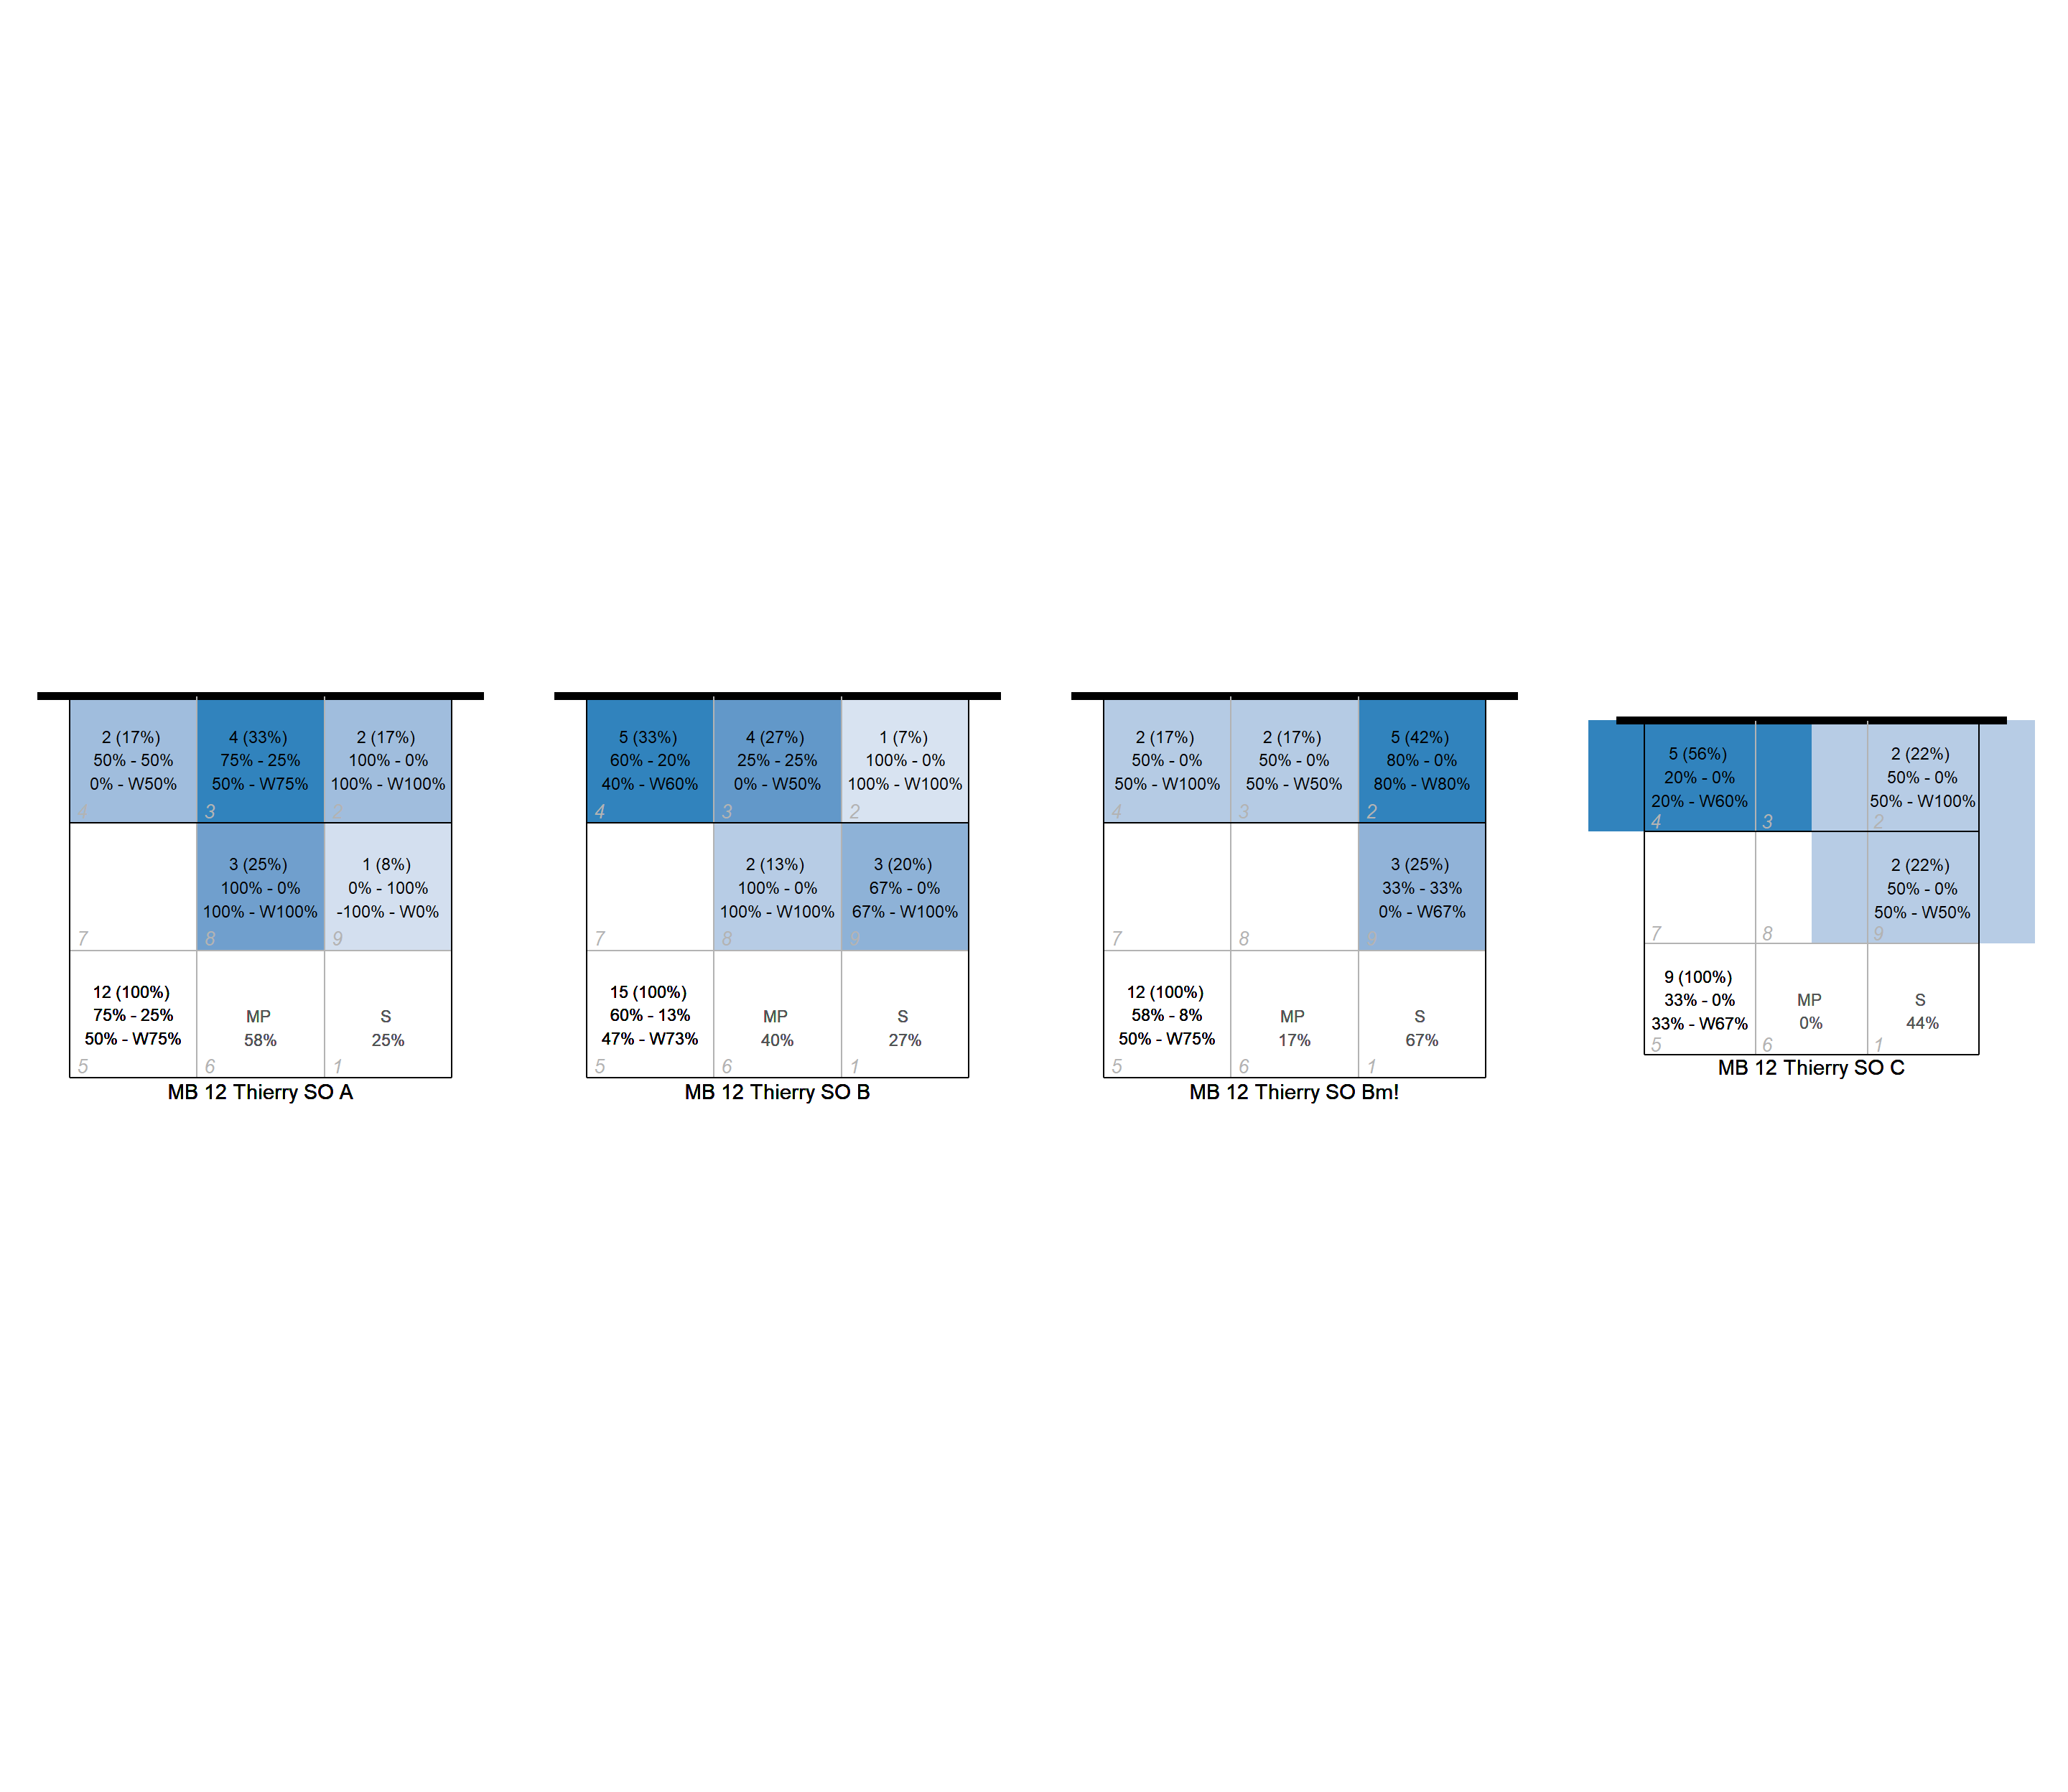 2 (17%)
50% - 50%
0% - W50%
4
4 (33%)
75% - 25%
50% - W75%
3
2 (17%)
100% - 0%
100% - W100%
2
7
3 (25%)
100% - 0%
100% - W100%
8
1 (8%)
0% - 100%
-100% - W0%
9
12 (100%)
75% - 25%
50% - W75%
5
MP
58%
6
S
25%
1
MB 12 Thierry SO A
5 (33%)
60% - 20%
40% - W60%
4
4 (27%)
25% - 25%
0% - W50%
3
1 (7%)
100% - 0%
100% - W100%
2
7
2 (13%)
100% - 0%
100% - W100%
8
3 (20%)
67% - 0%
67% - W100%
9
15 (100%)
60% - 13%
47% - W73%
5
MP
40%
6
S
27%
1
MB 12 Thierry SO B
2 (17%)
50% - 0%
50% - W100%
4
2 (17%)
50% - 0%
50% - W50%
3
5 (42%)
80% - 0%
80% - W80%
2
7
8
3 (25%)
33% - 33%
0% - W67%
9
12 (100%)
58% - 8%
50% - W75%
5
MP
17%
6
S
67%
1
MB 12 Thierry SO Bm!
5 (56%)
20% - 0%
20% - W60%
4
3
2 (22%)
50% - 0%
50% - W100%
2
7
8
2 (22%)
50% - 0%
50% - W50%
9
9 (100%)
33% - 0%
33% - W67%
5
MP
0%
6
S
44%
1
MB 12 Thierry SO C